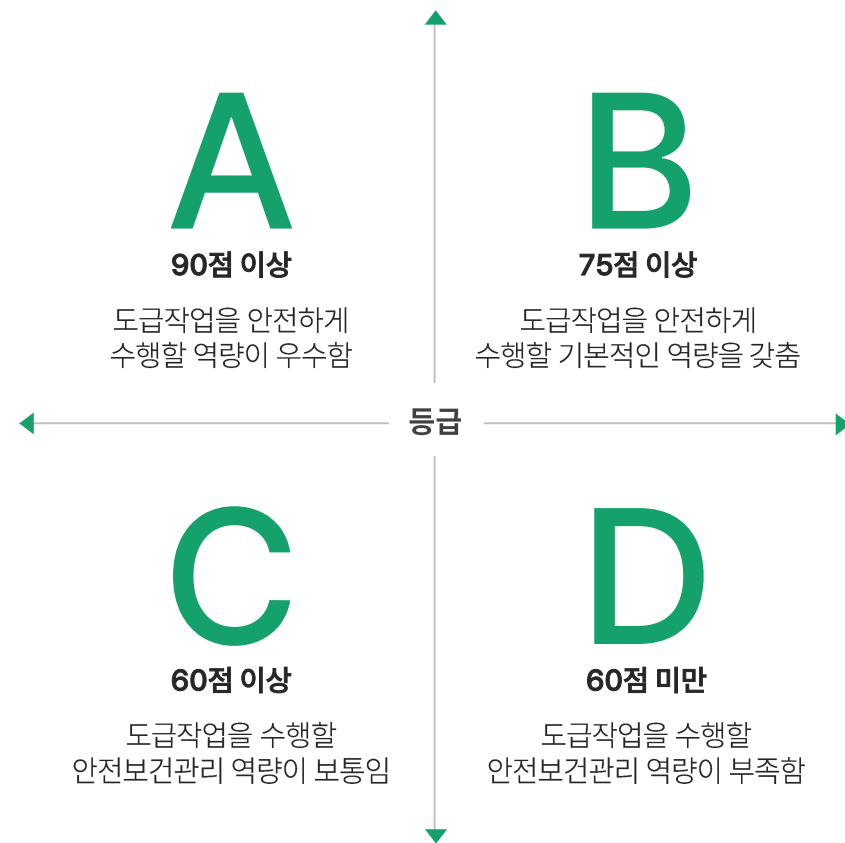 A
90점 이상
도급작업을 안전하게
수행할 역량이 우수함
B
75점 이상
도급작업을 안전하게
수행할 기본적인 역량을 갖춤
등급
C
60점 이상
도급작업을 수행할
안전보건관리 역량이 보통임
D
60점 미만
도급작업을 수행할
안전보건관리 역량이 부족함